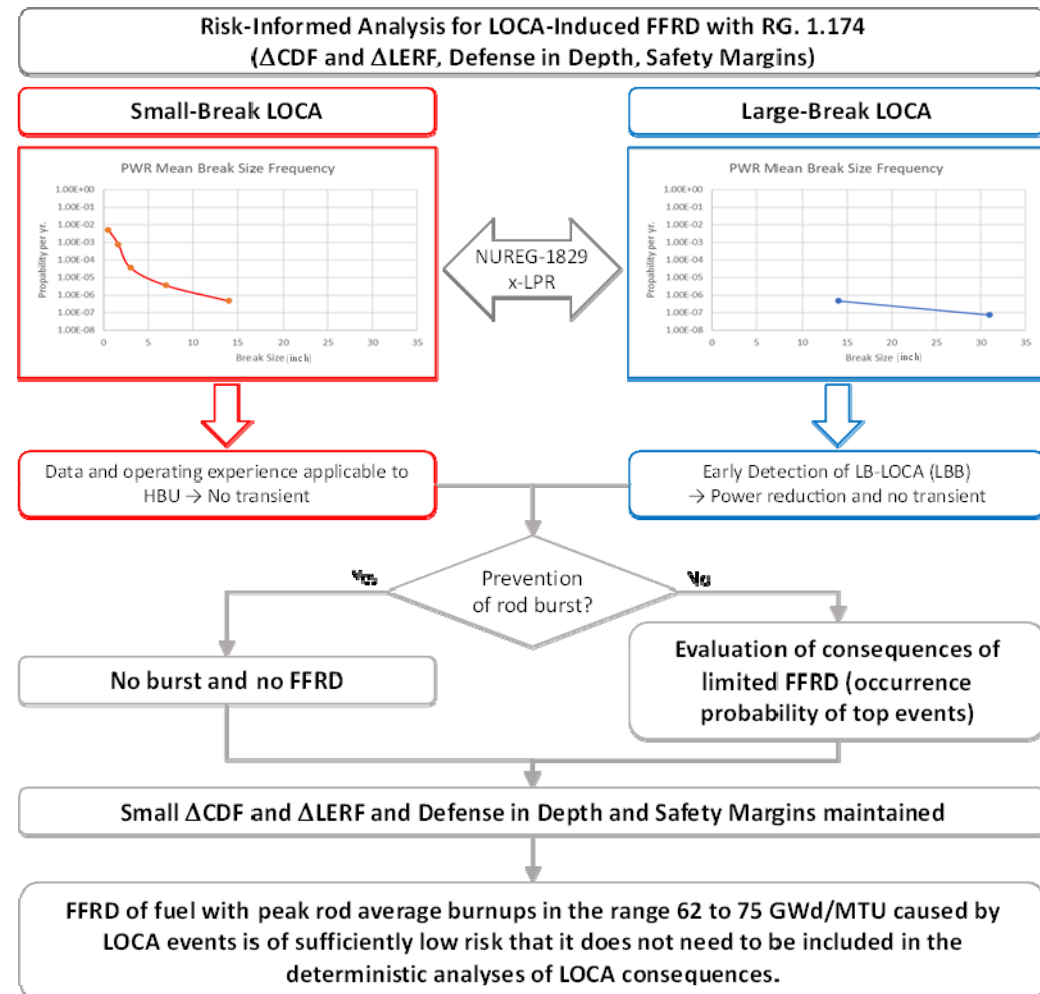 Risk-Informed Analysis for LOCA-Induced FFRD with RG. 1.174
(ΔCDF and ΔLERF, Defense in Depth, Safety Margins)
Small-Break LOCA
Large-Break LOCA
PWR Mean Break Size Frequency
1.00E+00
1.00E-01
1.00E-02
1.00E-03
1.00E-04
1.00E-05
1.00E-06
1.00E-07
1.00E-08
Propability per yr.
0 5 10 15 20 25 30 35
Break Size (inch)
NUREG-1829
x-LPR
PWR Mean Break Size Frequency
1.00E+00
1.00E-01
1.00E-02
1.00E-03
1.00E-04
1.00E-05
1.00E-06
1.00E-07
1.00E-08
Propability per yr.
0 5 10 15 20 25 30 35
Break Size (inch)
Data and operating experience applicable to
HBU → No transient
Early Detection of LB-LOCA (LBB)
→ Power reduction and no transient
Yes
Prevention
of rod burst?
No
No burst and no FFRD
Evaluation of consequences of
limited FFRD (occurrence
probability of top events)
Small ΔCDF and ΔLERF and Defense in Depth and Safety Margins maintained
FFRD of fuel with peak rod average burnups in the range 62 to 75 GWd/MTU caused by
LOCA events is of sufficiently low risk that it does not need to be included in the
deterministic analyses of LOCA consequences.